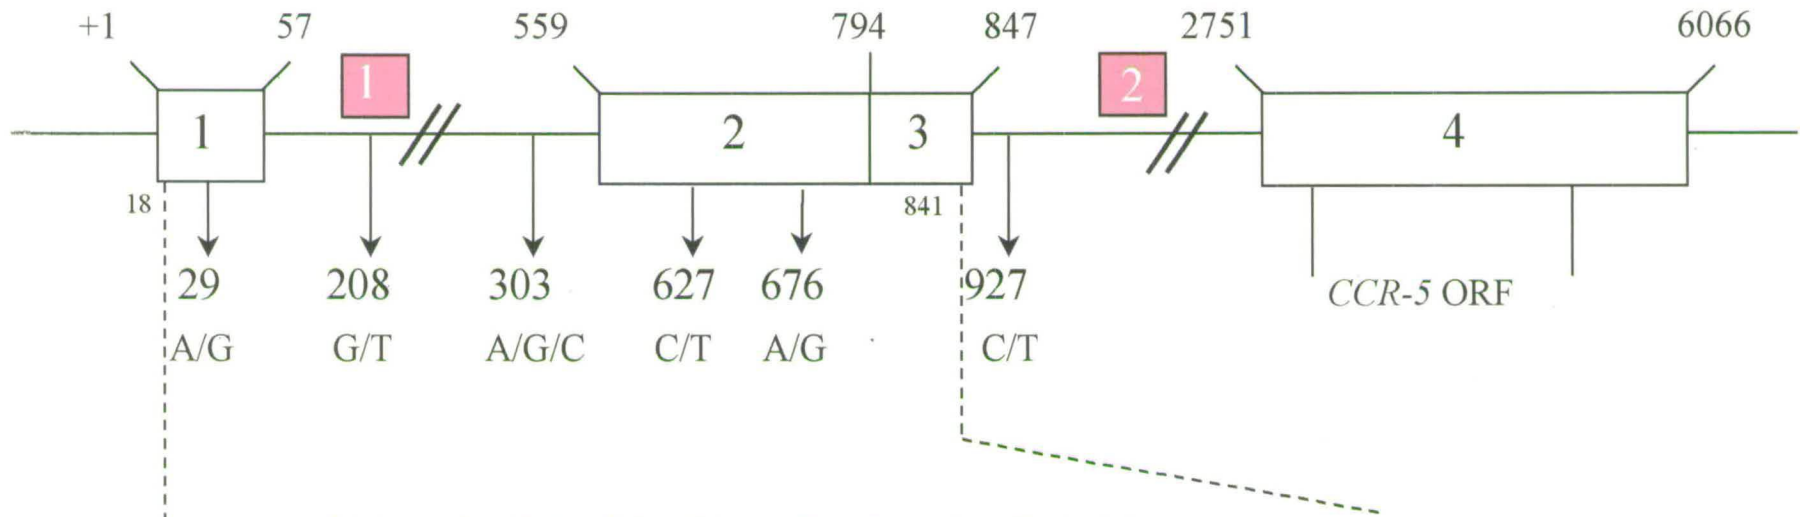 +1 57 559 794 847 2751 6066
1 2
1 2 3 4
18 841
29 208 303 627 676 927 CCR-5 ORF
A/G G/T A/G/C C/T A/G C/T